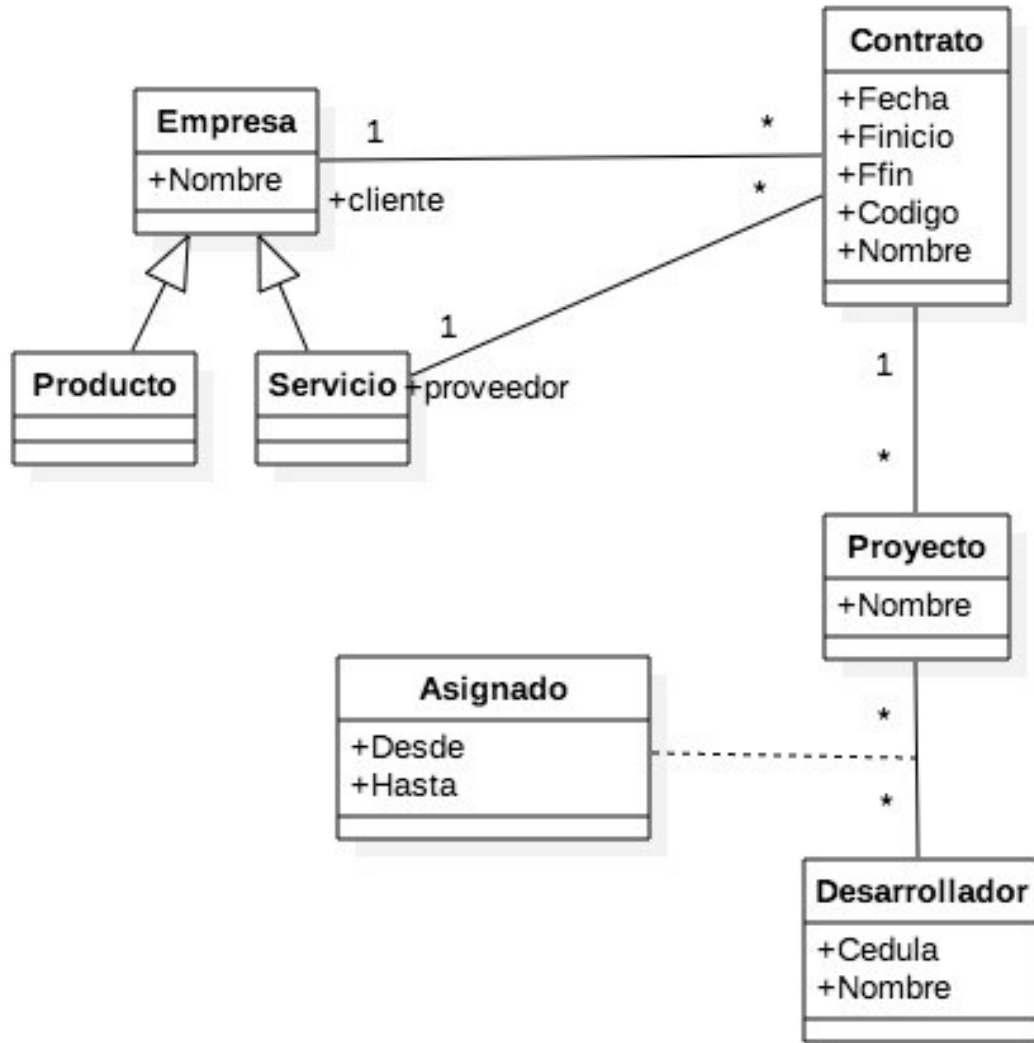 Contrato
+Fecha
+Finicio
+Ffin
+Codigo
+Nombre
Empresa
+Nombre
1
*
+cliente
*
1
+proveedor
Producto
Servicio
1
*
Proyecto
+Nombre
*
*
Asignado
+Desde
+Hasta
Desarrollador
+Cedula
+Nombre